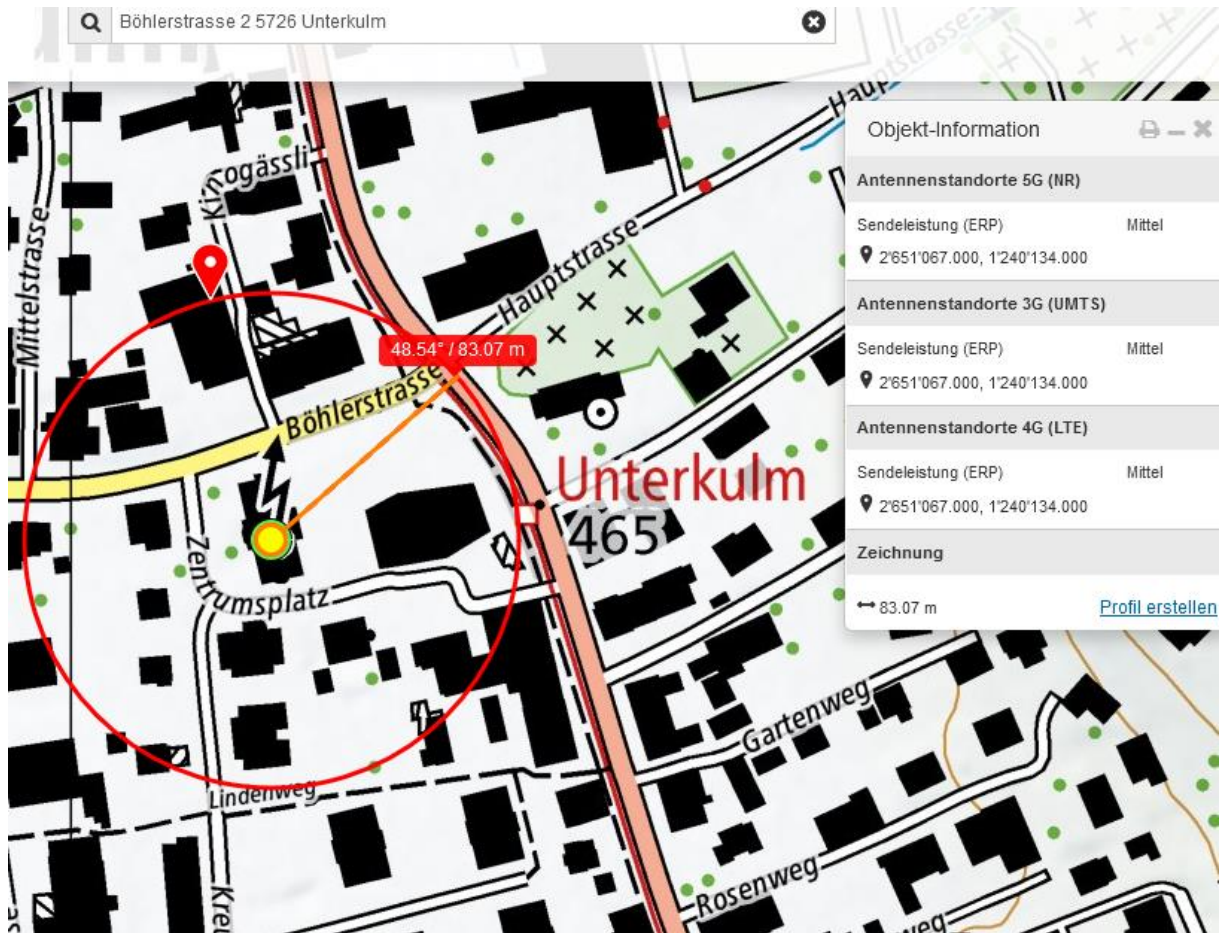 Böhlerstrasse 2 5726 Unterkulm
Hauptstrasse
Objekt-Information
Antennenstandorte 5G (NR)
Sendeleistung (ERP) Mittel
2'651'067.000, 1'240'134.000
Antennenstandorte 3G (UMTS)
Sendeleistung (ERP) Mittel
2'651'067.000, 1'240'134.000
Antennenstandorte 4G (LTE)
Sendeleistung (ERP) Mittel
2'651'067.000, 1'240'134.000
Zeichnung
83.07 m Profil erstellen
Mittelstrasse
Hauptstrasse
48.54° / 83.07 m
Böhlerstrasse
Unterkulm
465
Zentrumsplatz
Gartenweg
Lindenweg
Rosenweg
Kreu
weg